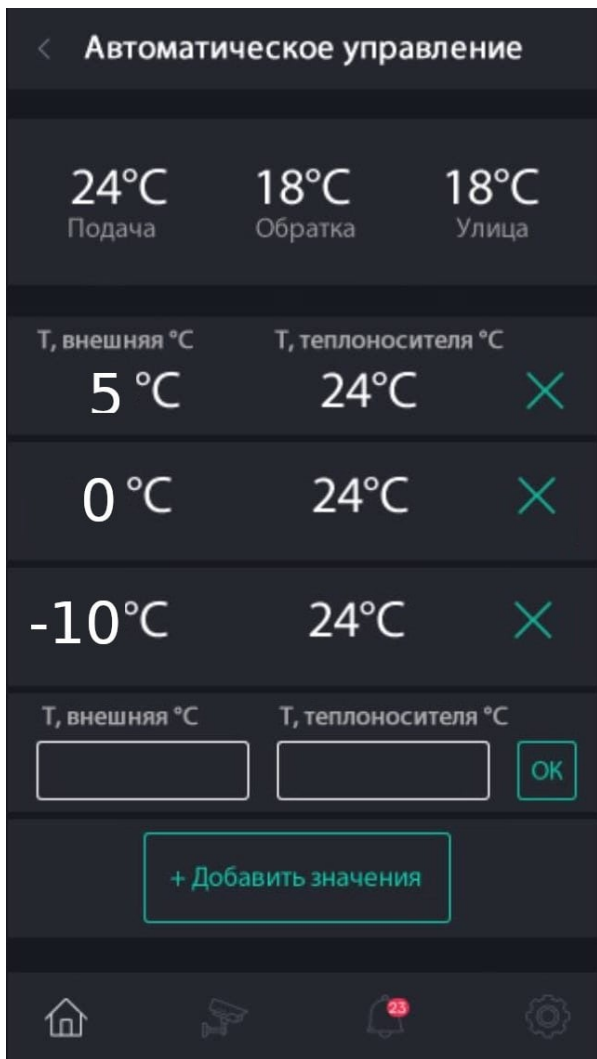 Автоматическое управление
24°C 18°C 18°C
Подача Обратка Улица
Т, внешняя °C Т, теплоносителя °C
5 °C 24°C
0 °C 24°C
-10°C 24°C
Т, внешняя °C Т, теплоносителя °C
ОК
+ Добавить значения
23